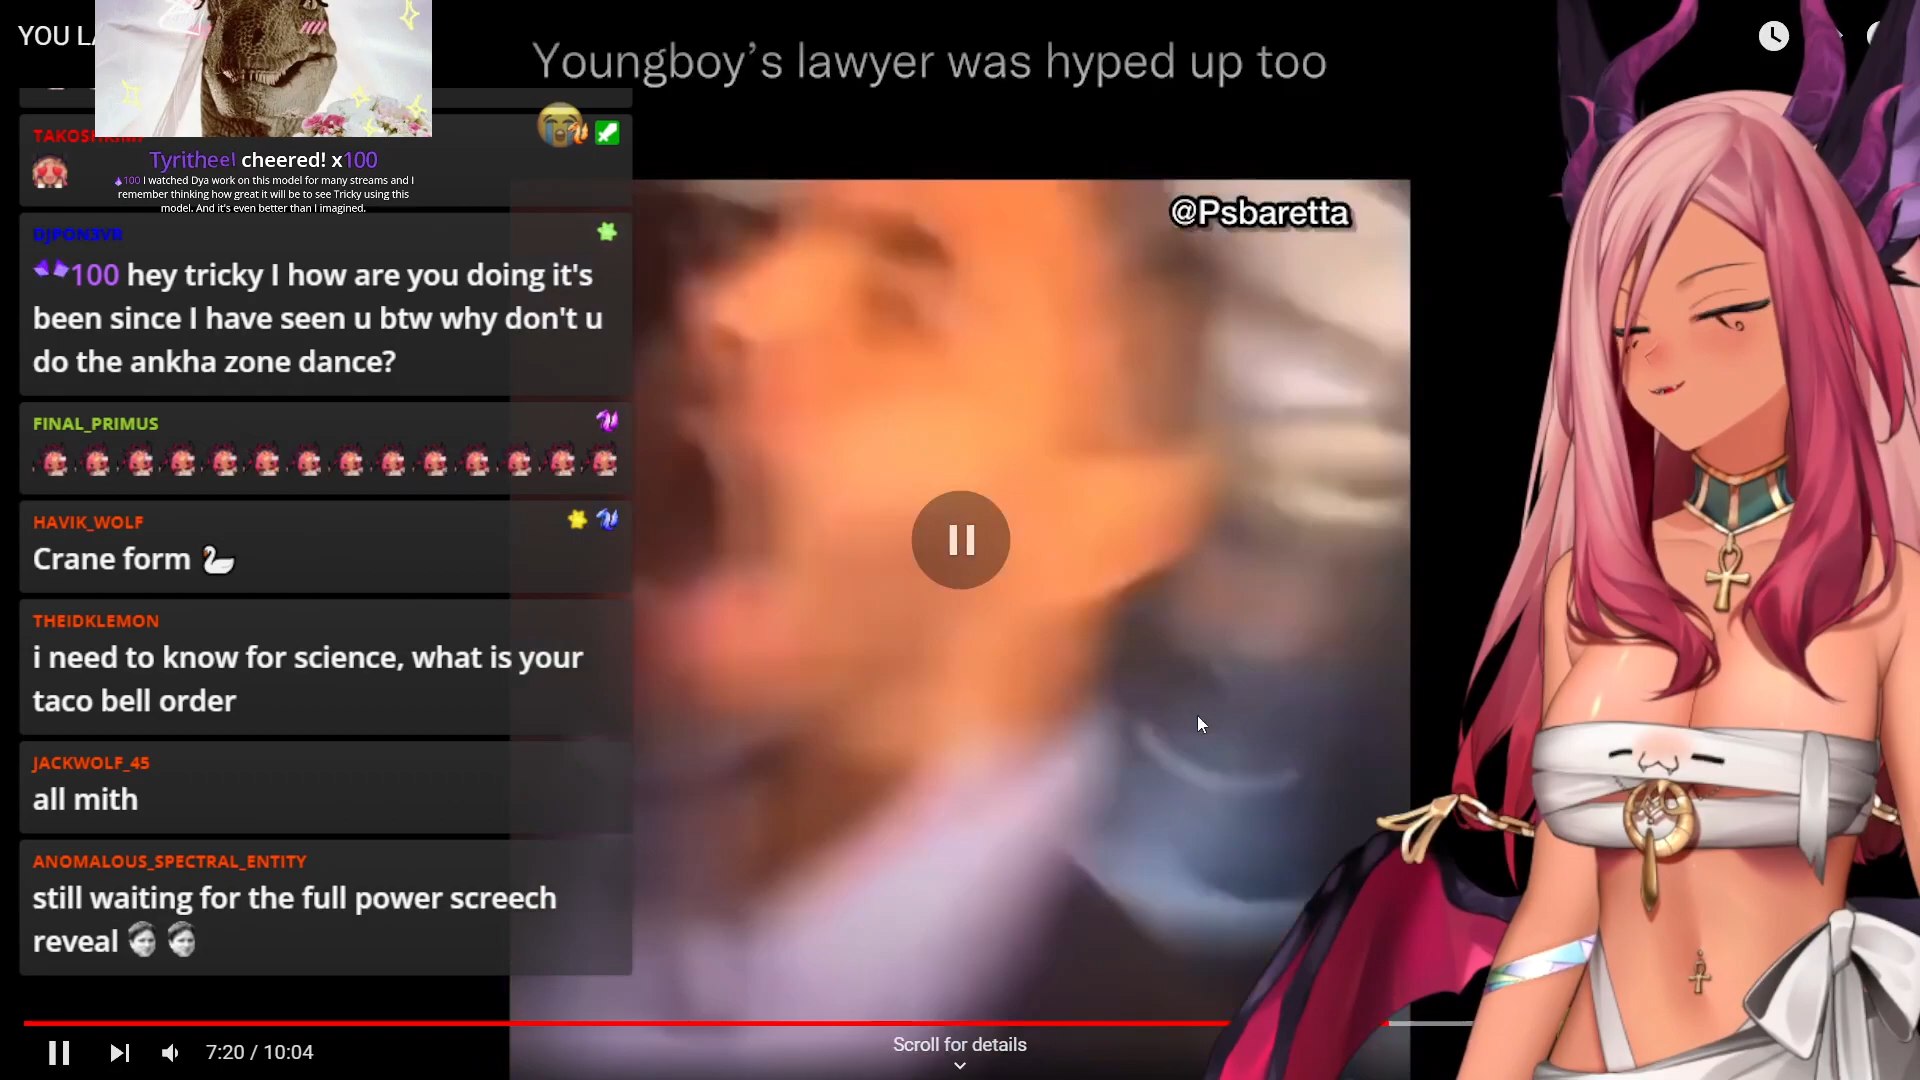 YOU LA
Youngboy's lawyer was hyped up too
@Psbaretta
Tyritheel cheered! x100
100 I watched Dya work on this model for many streams and I
remember thinking how great it will be to see Tricky using this
model. And it's even better than I imagined.
DJPON3VR
100 hey tricky I how are you doing it's
been since I have seen u btw why don't u
do the ankha zone dance?
FINAL_PRIMUS
HAVIK_WOLF
Crane form
THEIDKLEMON
i need to know for science, what is your
taco bell order
JACKWOLF_45
all mith
ANOMALOUS_SPECTRAL_ENTITY
still waiting for the full power screech
reveal
7:20 / 10:04
Scroll for details